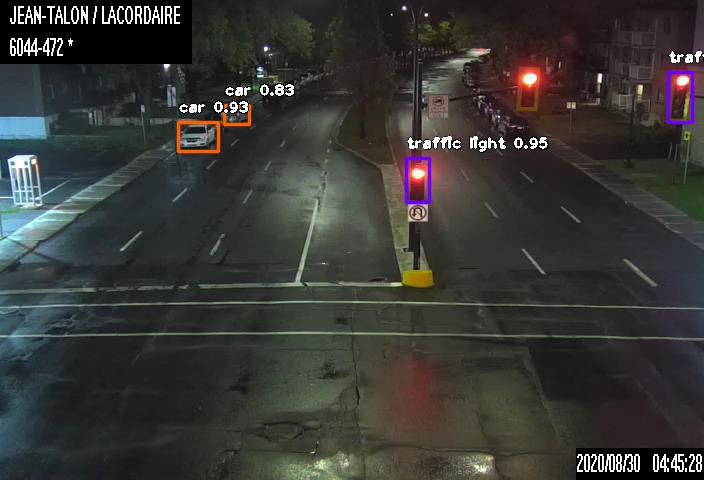 JEAN-TALON / LACORDAIRE
6044-472 *
traf
car 0.83
car 0.93
traffic light 0.95
2020/08/30 04:45:28